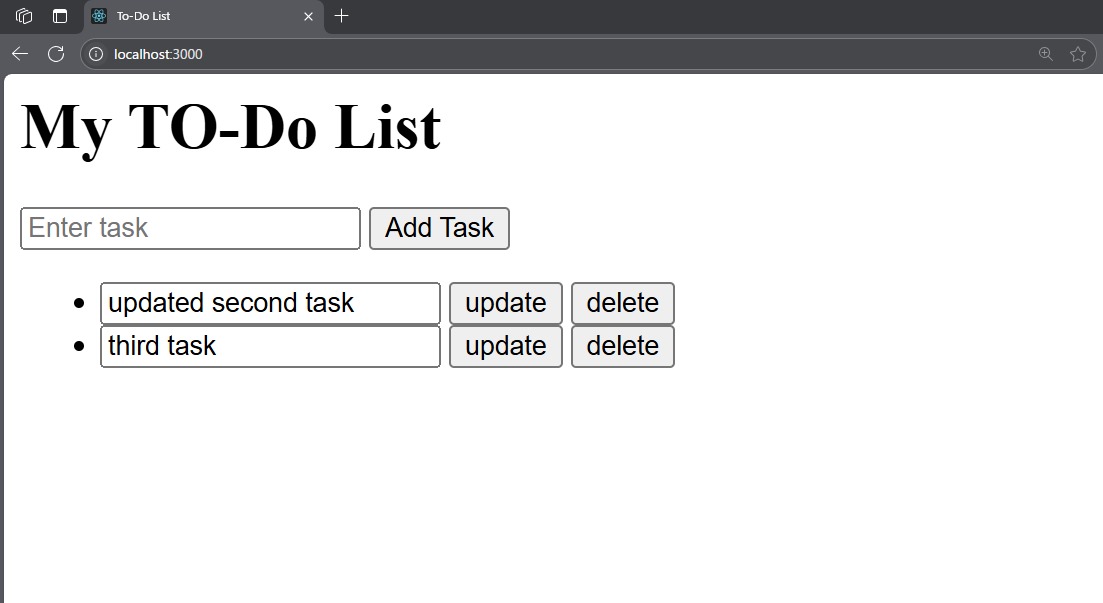 To-Do List
localhost:3000
My TO-Do List
Enter task Add Task
updated second task update delete
third task update delete